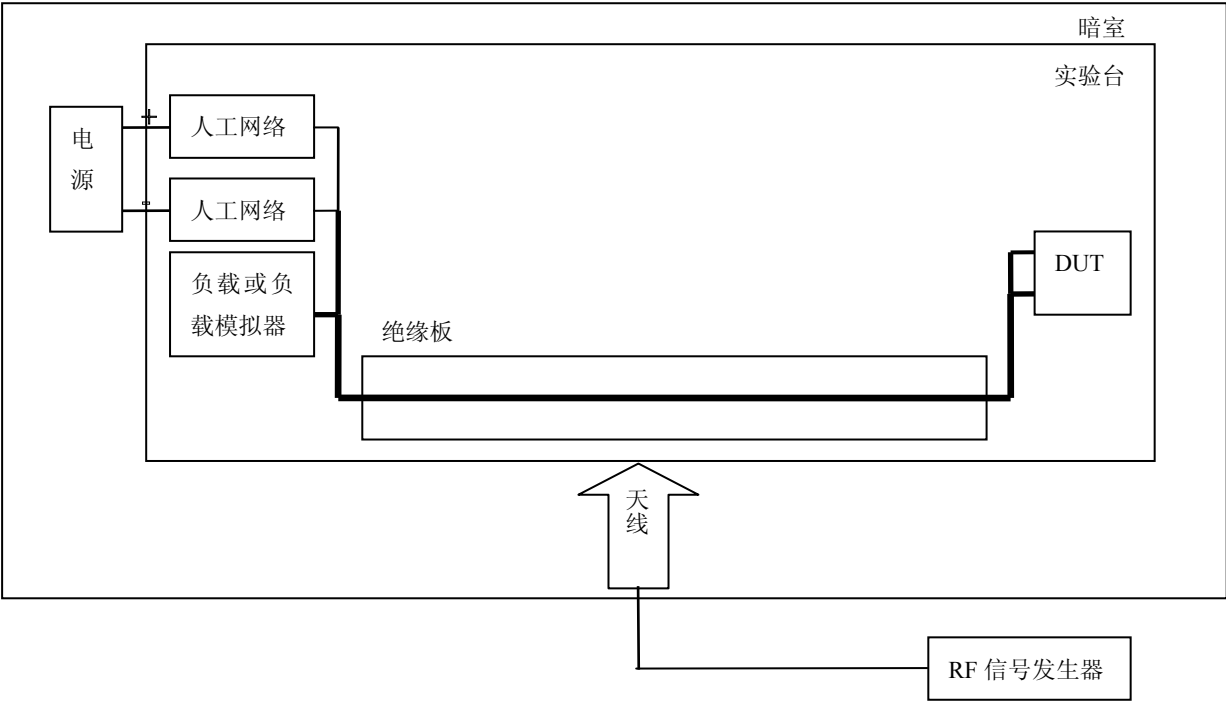 暗室
实验台
电
源
+
人工网络
-
人工网络
负载或负
载模拟器
DUT
绝缘板
天
线
RF 信号发生器